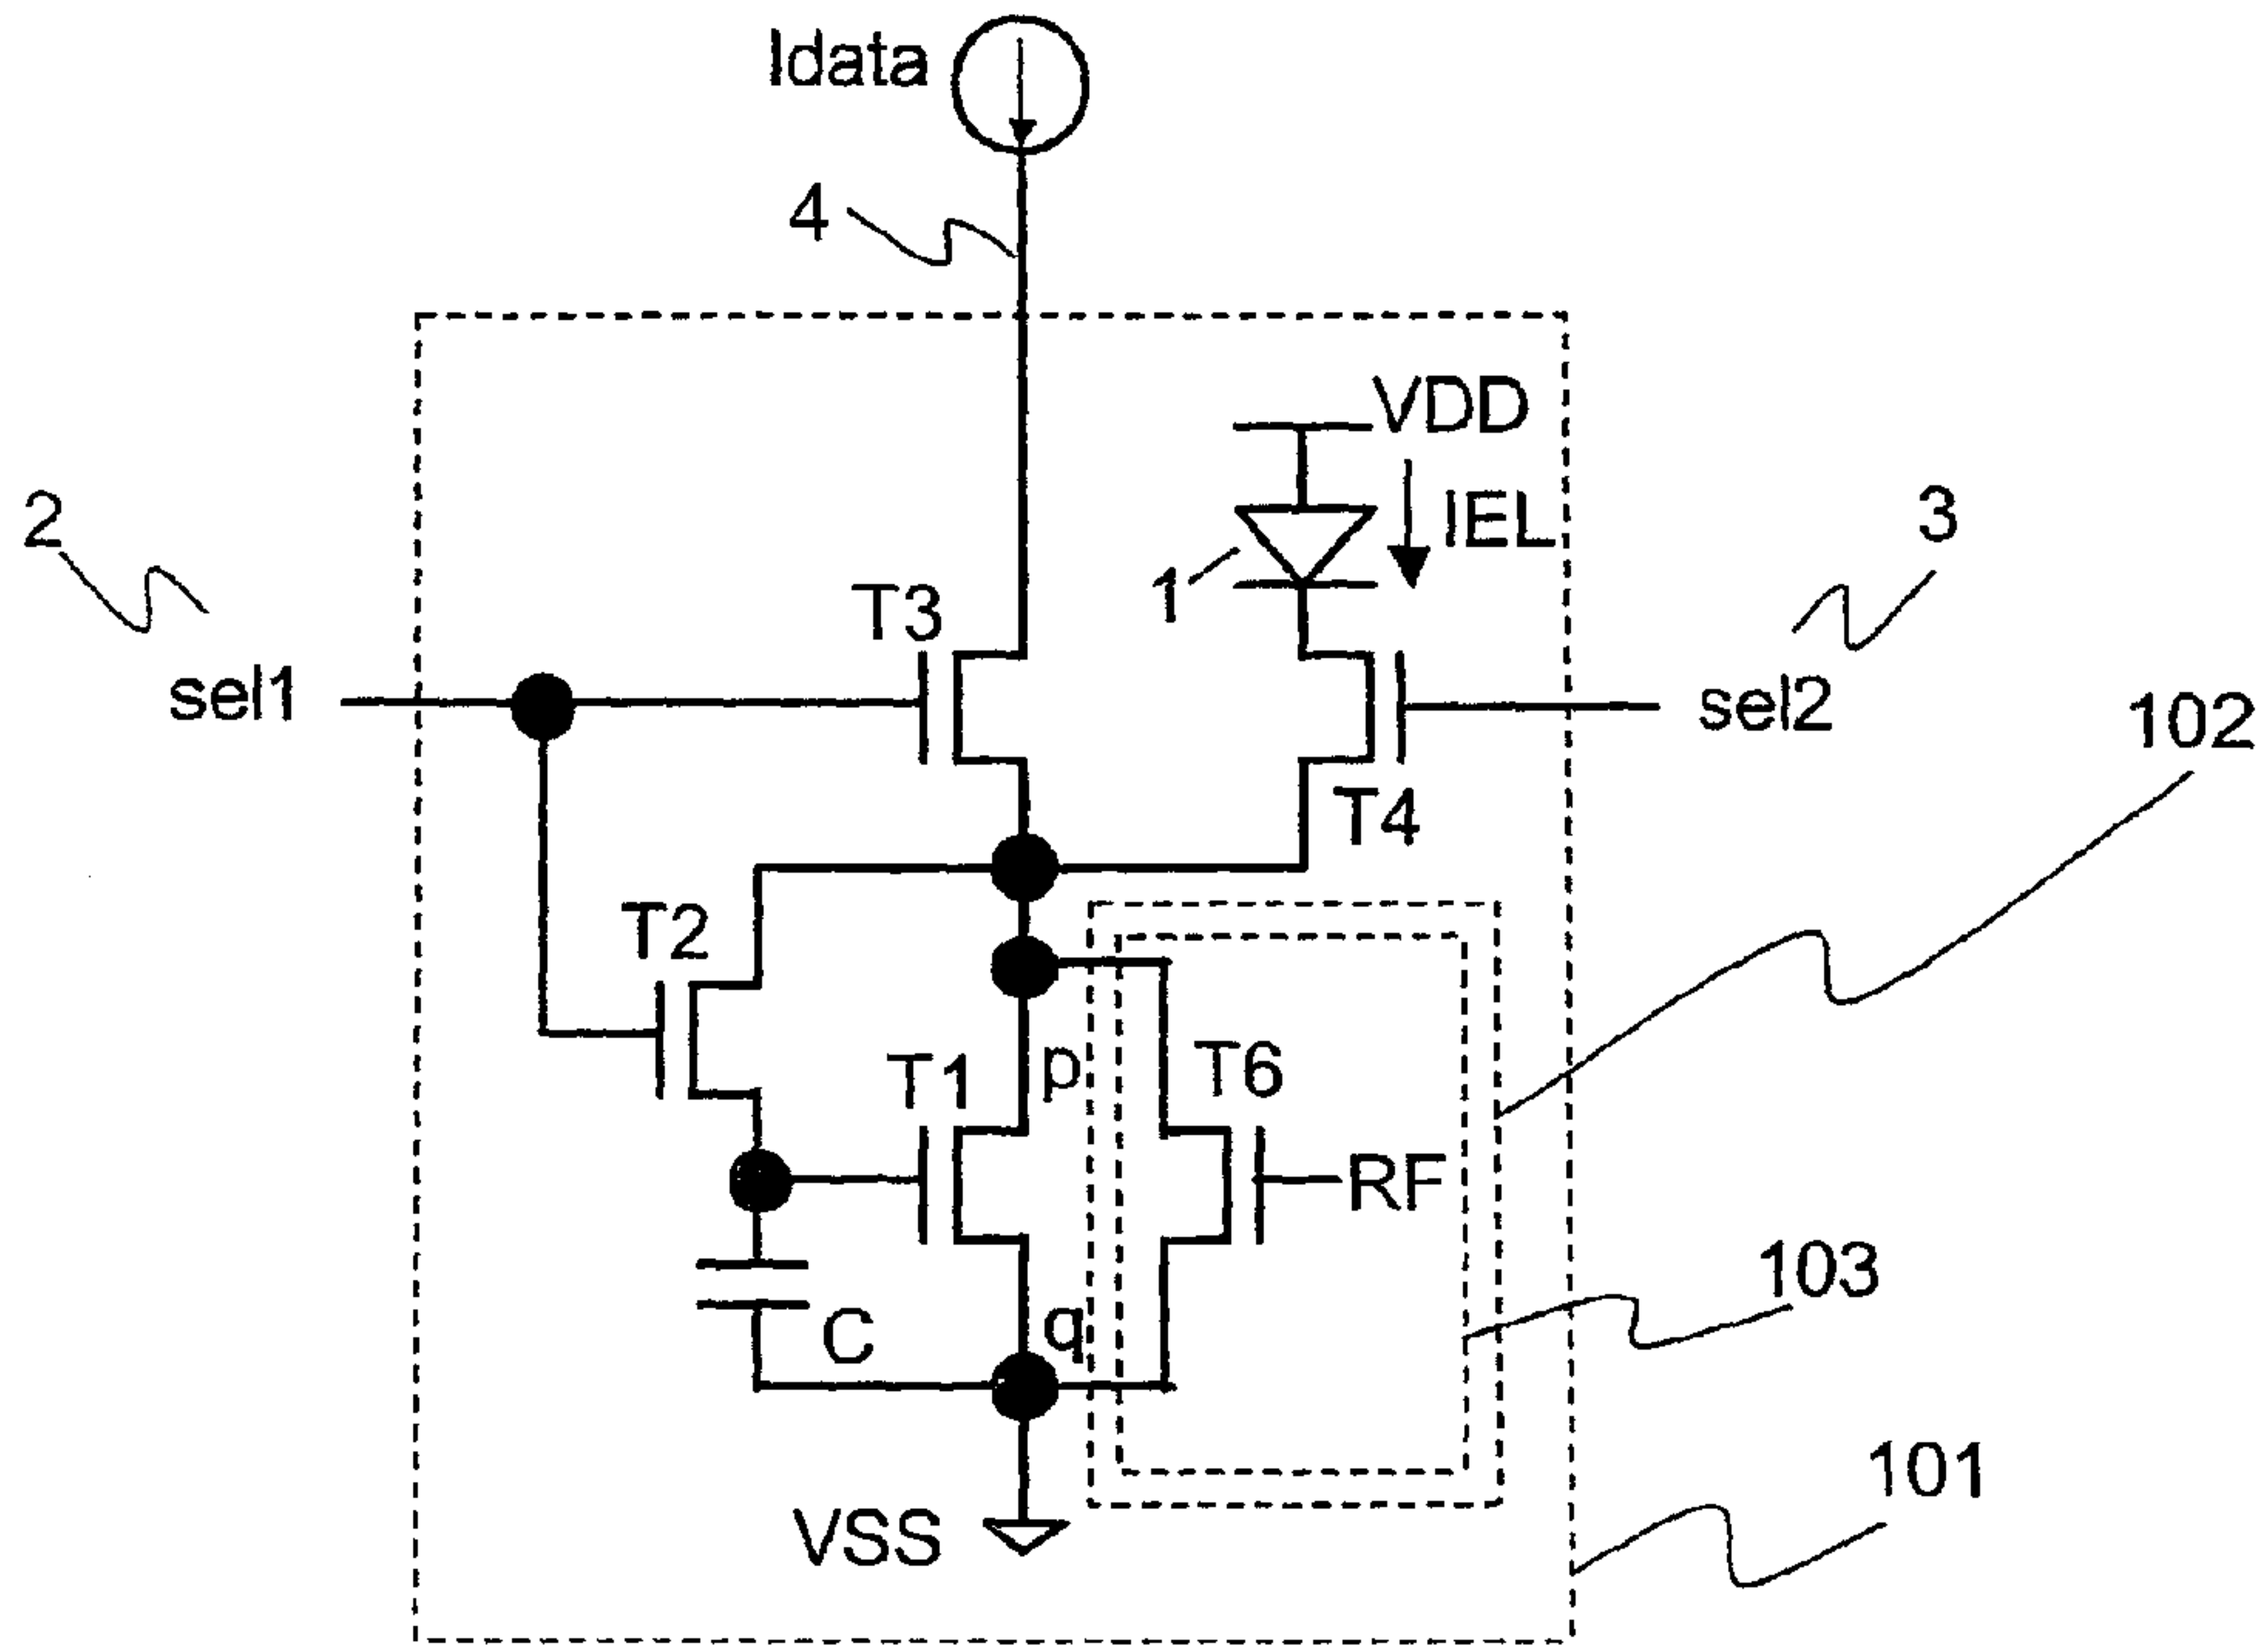 Idata
4
VDD
IEL
2
3
1
T3
sel1
sel2
102
T4
T2
T1
p
T6
RF
103
C
q
101
VSS